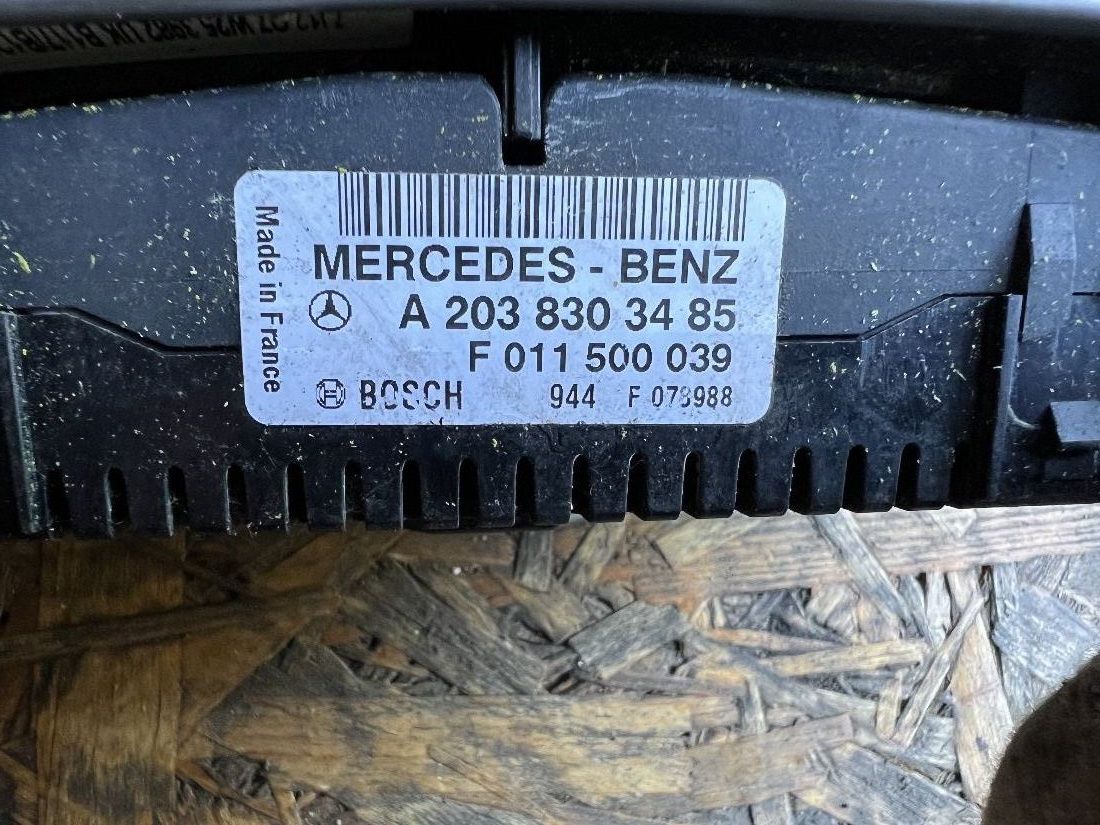 Made in France
MERCEDES - BENZ
A 203 830 34 85
F 011 500 039
BOSCH 944 F 078988